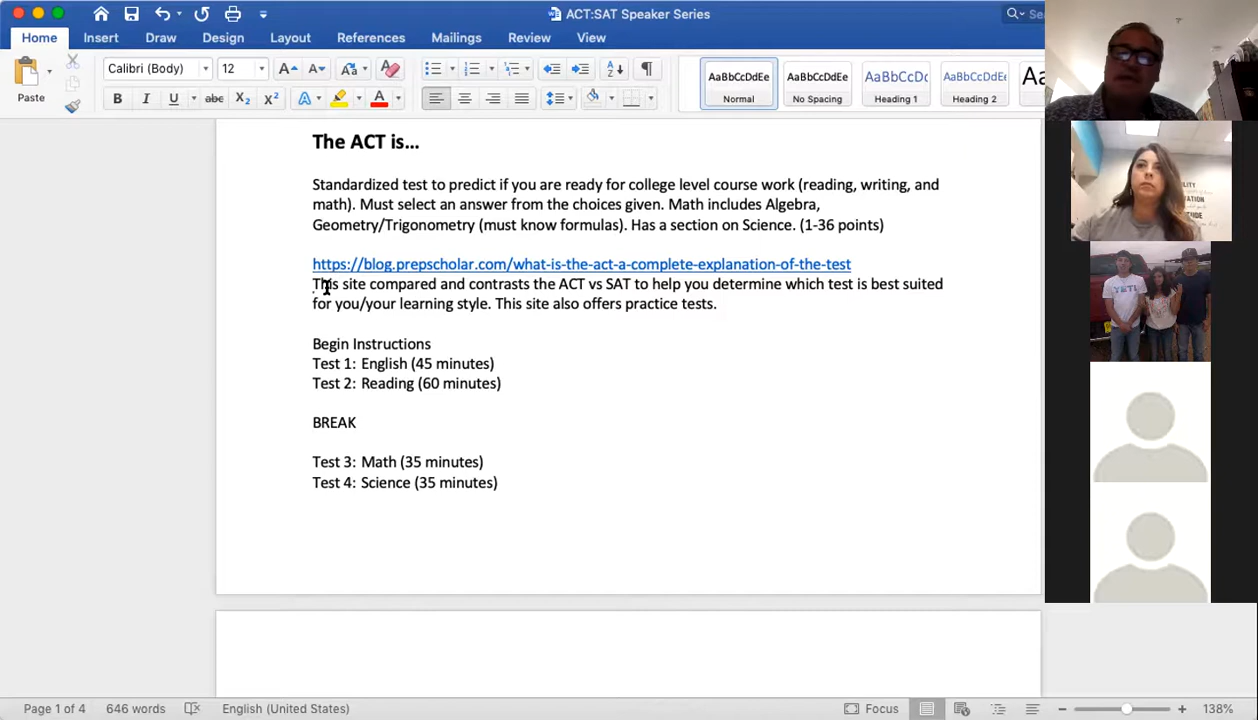 ACT:SAT Speaker Series
Home Insert Draw Design Layout References Mailings Review View
Paste
Calibri (Body) 12
AaBbCcDdEe AaBbCcDdEe AaBbCcDc AaBbCcDdEe
Normal No Spacing Heading 1 Heading 2
The ACT is...
Standardized test to predict if you are ready for college level course work (reading, writing, and
math). Must select an answer from the choices given. Math includes Algebra,
Geometry/Trigonometry (must know formulas). Has a section on Science. (1-36 points)
https://blog.prepscholar.com/what-is-the-act-a-complete-explanation-of-the-test
This site compared and contrasts the ACT vs SAT to help you determine which test is best suited
for you/your learning style. This site also offers practice tests.
Begin Instructions
Test 1: English (45 minutes)
Test 2: Reading (60 minutes)
BREAK
Test 3: Math (35 minutes)
Test 4: Science (35 minutes)
YETI
Page 1 of 4 646 words English (United States) Focus 138%